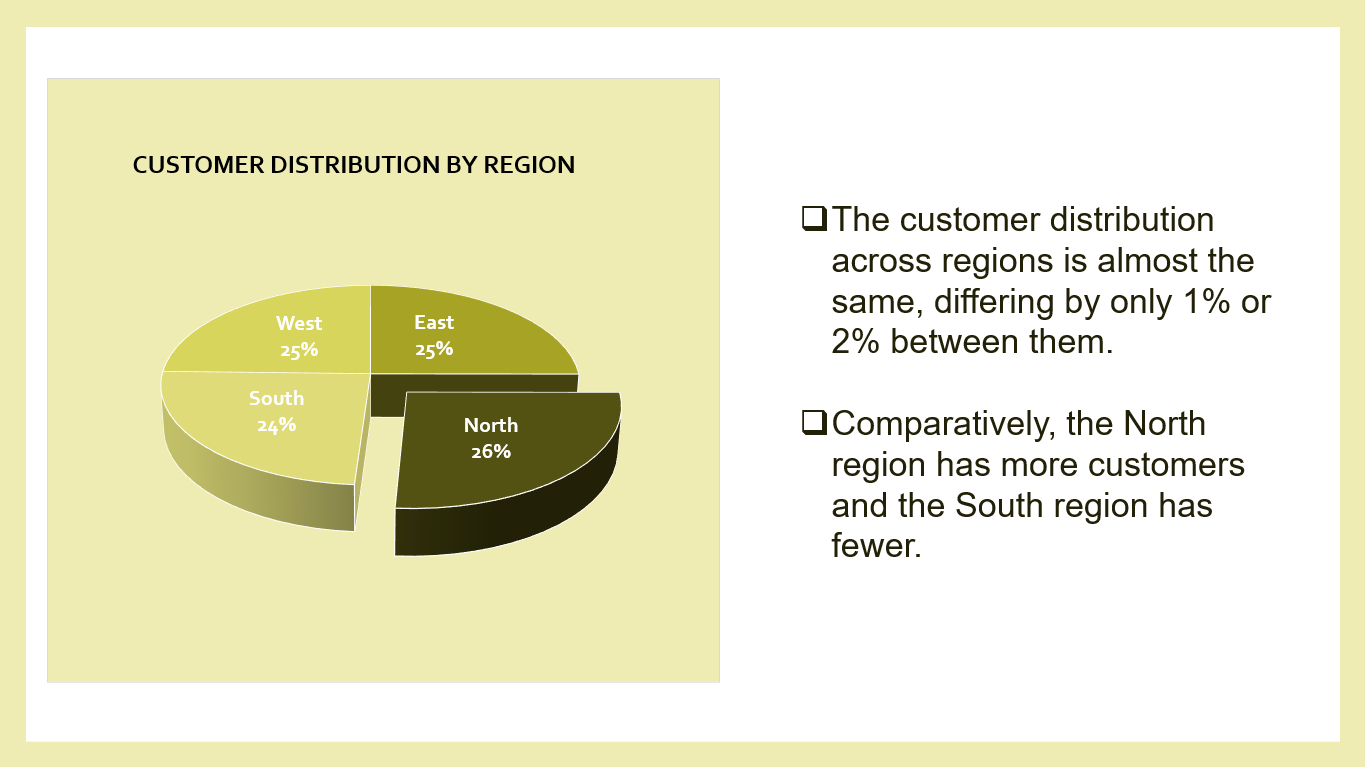 CUSTOMER DISTRIBUTION BY REGION
West
25%
East
25%
South
24%
North
26%
❑The customer distribution
across regions is almost the
same, differing by only 1% or
2% between them.
❑Comparatively, the North
region has more customers
and the South region has
fewer.